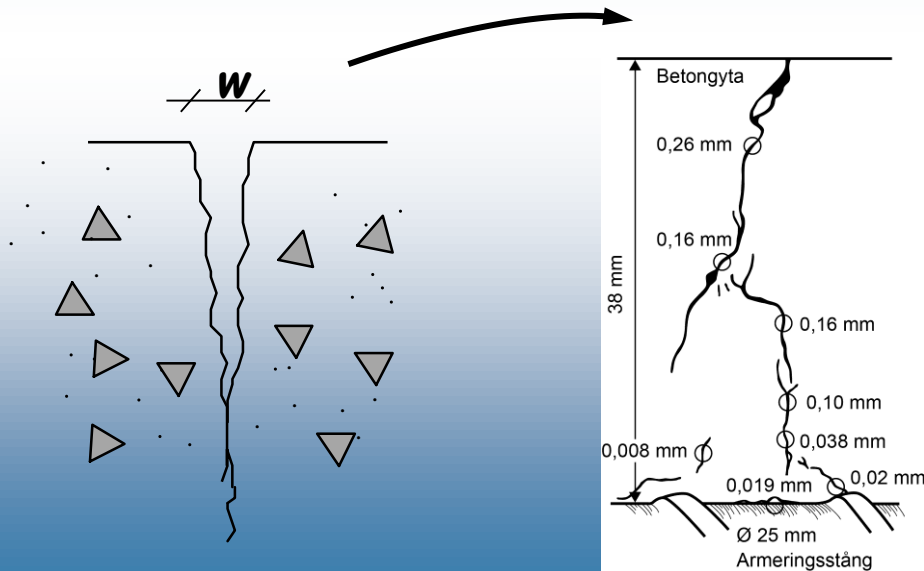 w
Betongyta
0,26 mm
0,16 mm
38 mm
0,16 mm
0,10 mm
0,038 mm
0,008 mm
0,02 mm
0,019 mm
Ø 25 mm
Armeringsstång